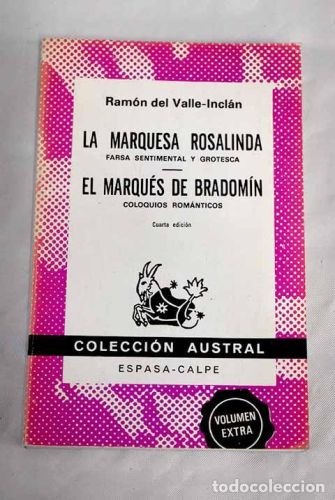 Ramón del Valle-Inclán
LA MARQUESA ROSALINDA
FARSA SENTIMENTAL Y GROTESCA
EL MARQUÉS DE BRADOMÍN
COLOQUIOS ROMÁNTICOS
Cuarta edición
COLECCIÓN AUSTRAL
ESPASA-CALPE
VOLUMEN
EXTRA
todocoleccion